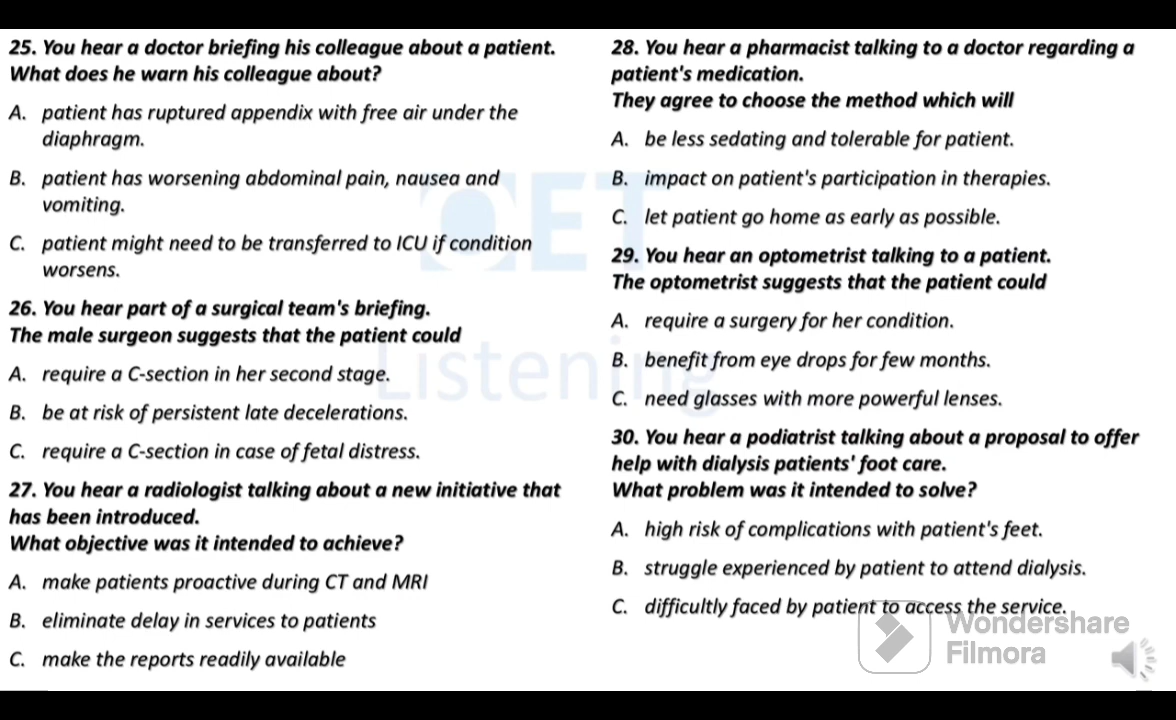 25. You hear a doctor briefing his colleague about a patient.
What does he warn his colleague about?
A. patient has ruptured appendix with free air under the
diaphragm.
B. patient has worsening abdominal pain, nausea and
vomiting.
C. patient might need to be transferred to ICU if condition
worsens.
26. You hear part of a surgical team's briefing.
The male surgeon suggests that the patient could
A. require a C-section in her second stage.
B. be at risk of persistent late decelerations.
C. require a C-section in case of fetal distress.
27. You hear a radiologist talking about a new initiative that
has been introduced.
What objective was it intended to achieve?
A. make patients proactive during CT and MRI
B. eliminate delay in services to patients
C. make the reports readily available
28. You hear a pharmacist talking to a doctor regarding a
patient's medication.
They agree to choose the method which will
A. be less sedating and tolerable for patient.
B. impact on patient's participation in therapies.
C. let patient go home as early as possible.
29. You hear an optometrist talking to a patient.
The optometrist suggests that the patient could
A. require a surgery for her condition.
B. benefit from eye drops for few months.
C. need glasses with more powerful lenses.
30. You hear a podiatrist talking about a proposal to offer
help with dialysis patients' foot care.
What problem was it intended to solve?
A. high risk of complications with patient's feet.
B. struggle experienced by patient to attend dialysis.
C. difficultly faced by patient to access the service.
OET
Listening
Wondershare
Filmora